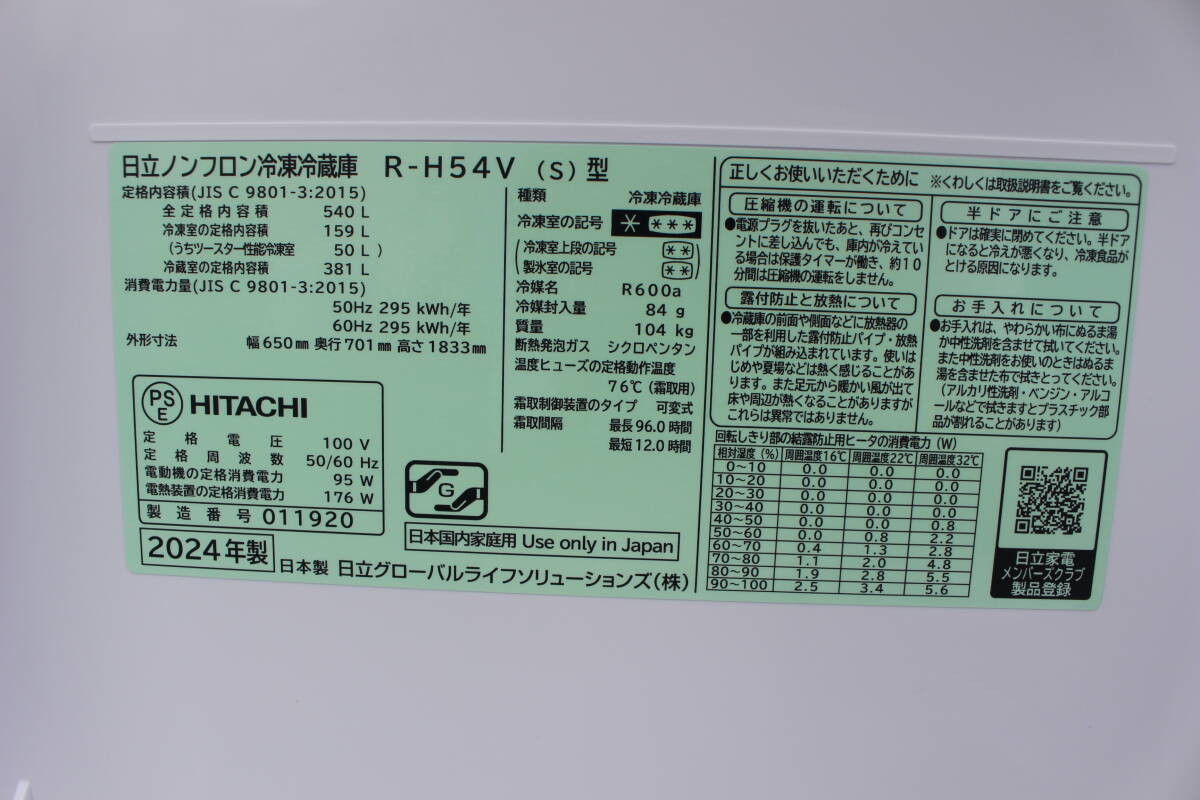 日立ノンフロン冷凍冷蔵庫 R-H54V (S) 型
定格内容積(JIS C 9801-3:2015)
全定格内容積 540 L
冷凍室の定格内容積 159 L
(うちツースター性能冷凍室 50 L )
冷蔵室の定格内容積 381 L
消費電力量(JIS C 9801-3:2015)
50Hz 295 kWh/年
60Hz 295 kWh/年
外形寸法 幅650mm 奥行701mm 高さ1833mm
PS
E
HITACHI
定格電圧 100 V
定格周波数 50/60 Hz
電動機の定格消費電力 95 W
電熱装置の定格消費電力 176 W
製造番号 011920
2024年製
日本製 日立グローバルライフソリューションズ(株)
種類 冷凍冷蔵庫
冷凍室の記号 * ***
(冷凍室上段の記号 **)
(製氷室の記号 **)
冷媒名 R600a
冷媒封入量 84 g
質量 104 kg
断熱発泡ガス シクロペンタン
温度ヒューズの定格動作温度
76℃(霜取用)
霜取制御装置のタイプ 可変式
霜取間隔 最長96.0時間
最短12.0時間
G
日本国内家庭用 Use only in Japan
正しくお使いいただくために ※くわしくは取扱説明書をご覧ください。
圧縮機の運転について
●電源プラグを抜いたあと、再びコンセ
ントに差し込んでも、庫内が冷えてい
る場合は保護タイマーが働き、約10
分間は圧縮機の運転をしません。
露付防止と放熱について
●冷蔵庫の前面や側面などに放熱器の
一部を利用した露付防止パイプ・放熱
パイプが組み込まれています。使いは
じめや夏場などは熱く感じることがあ
ります。また足元から暖かい風が出て
床や周辺が熱くなることがありますが
これらは異常ではありません。
半ドアにご注意
●ドアは確実に閉めてください。半ドア
になると冷えが悪くなり、冷凍食品が
とける原因になります。
お手入れについて
●お手入れは、やわらかい布にぬるま湯
か中性洗剤を含ませて拭いてください。
また中性洗剤をお使いのときはぬるま
湯を含ませた布で拭きとってください。
(アルカリ性洗剤・ベンジン・アルコ
ールなどで拭きますとプラスチック部
品が割れることがあります)
回転しきり部の結露防止用ヒータの消費電力(W)
相対湿度(%) 周囲温度16℃ 周囲温度22℃ 周囲温度32℃
0~10 0.0 0.0 0.0
10~20 0.0 0.0 0.0
20~30 0.0 0.0 0.0
30~40 0.0 0.0 0.0
40~50 0.0 0.0 0.8
50~60 0.0 0.8 2.2
60~70 0.4 1.3 2.8
70~80 1.1 2.0 4.8
80~90 1.9 2.8 5.5
90~100 2.5 3.4 5.6
日立家電
メンバーズクラブ
製品登録